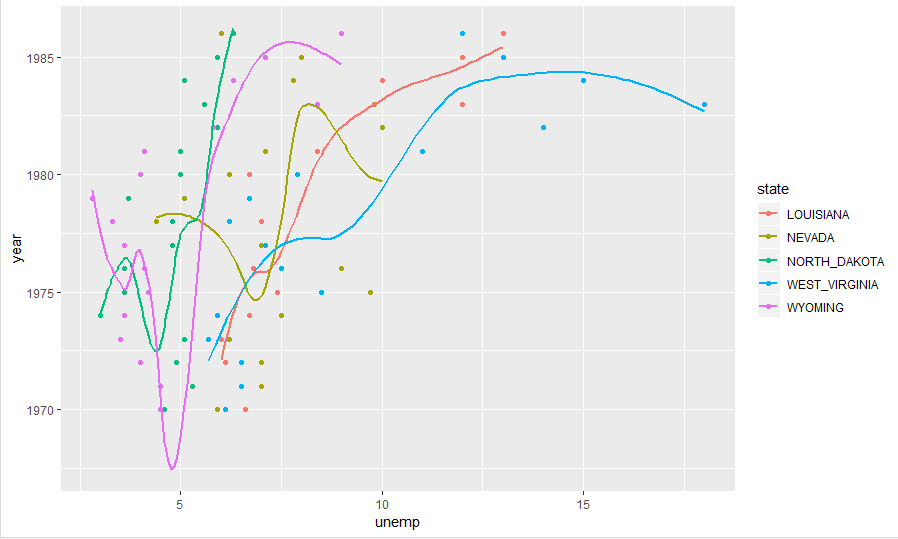 1985
1980
1975
1970
year
5
10
15
unemp
state
LOUISIANA
NEVADA
NORTH_DAKOTA
WEST_VIRGINIA
WYOMING